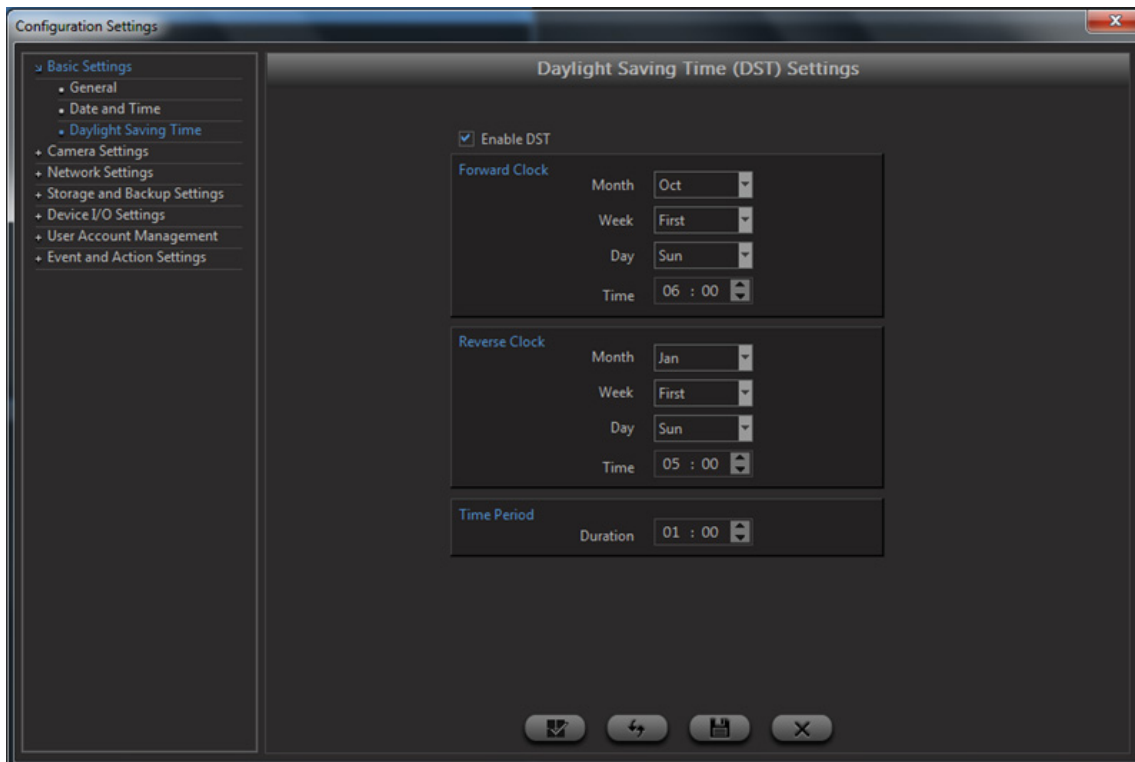 Configuration Settings
Basic Settings
General
Date and Time
Daylight Saving Time
Camera Settings
Network Settings
Storage and Backup Settings
Device I/O Settings
User Account Management
Event and Action Settings
Daylight Saving Time (DST) Settings
Enable DST
Forward Clock
Month Oct
Week First
Day Sun
Time 06 : 00
Reverse Clock
Month Jan
Week First
Day Sun
Time 05 : 00
Time Period
Duration 01 : 00